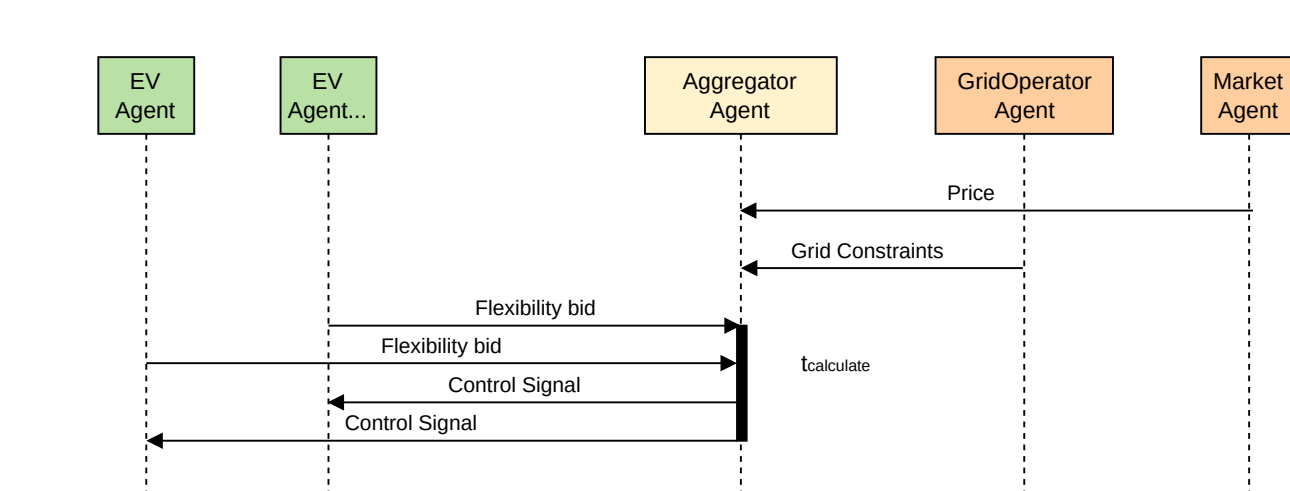 EV
Agent
EV
Agent...
Aggregator
Agent
GridOperator
Agent
Market
Agent
Price
Grid Constraints
Flexibility bid
Flexibility bid
tcalculate
Control Signal
Control Signal